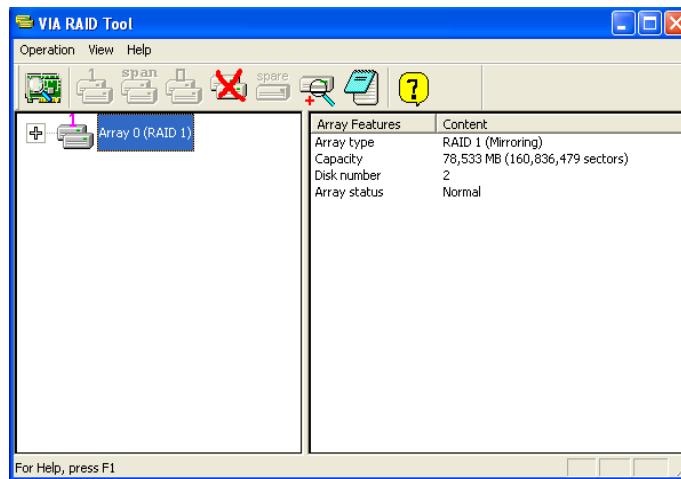 VIA RAID Tool
Operation View Help
1 span spare ?
1
Array 0 (RAID 1)
Array Features Content
Array type RAID 1 (Mirroring)
Capacity 78,533 MB (160,836,479 sectors)
Disk number 2
Array status Normal
For Help, press F1